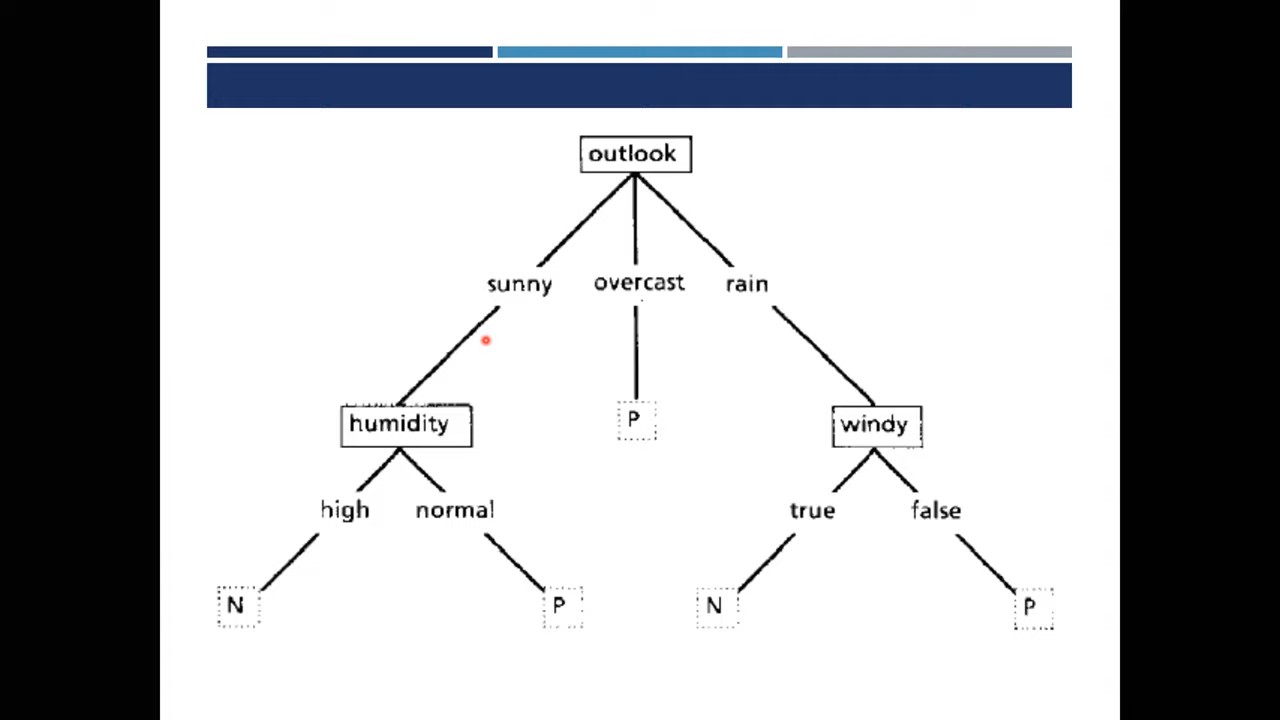 outlook
sunny overcast rain
humidity P windy
high normal true false
N P N P